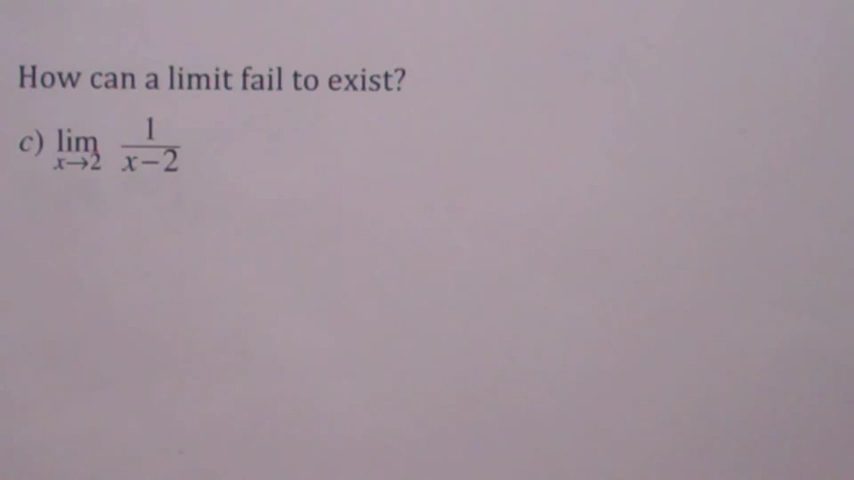 How can a limit fail to exist?
c) lim x→2 1/(x−2)